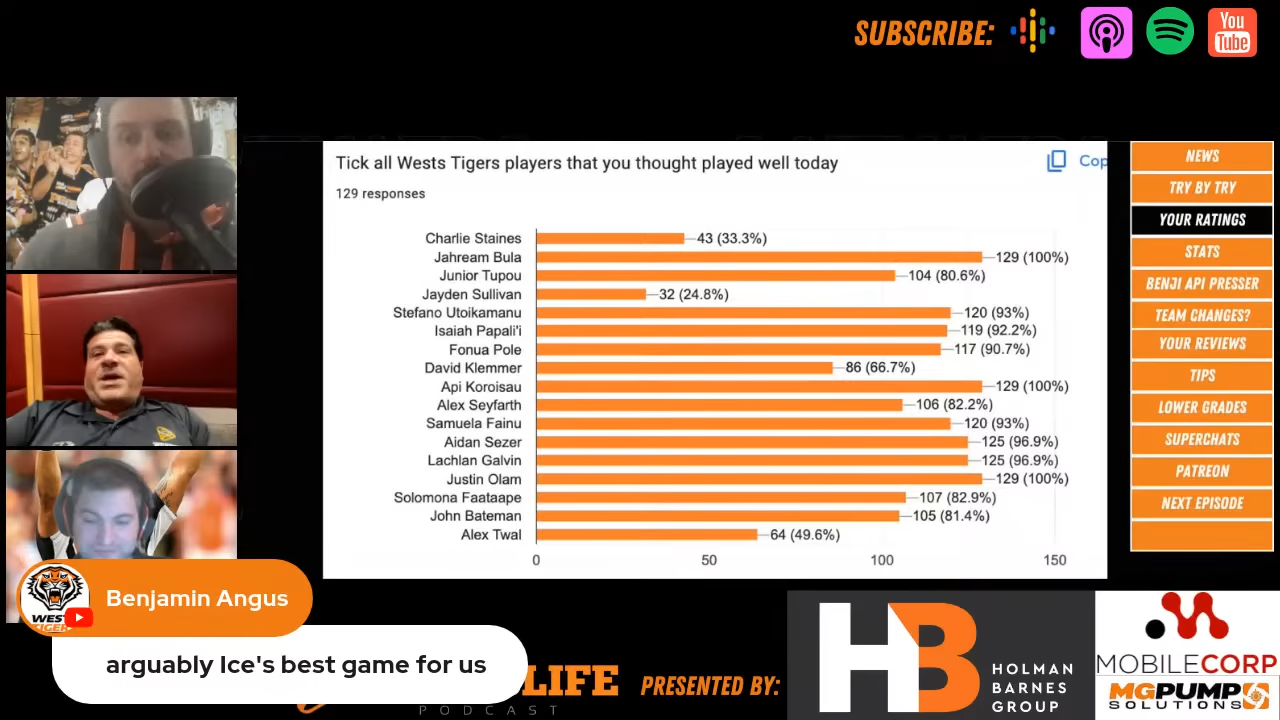 SUBSCRIBE:
You
Tube
Tick all Wests Tigers players that you thought played well today
Cop
129 responses
Charlie Staines 43 (33.3%)
Jahream Bula 129 (100%)
Junior Tupou 104 (80.6%)
Jayden Sullivan 32 (24.8%)
Stefano Utoikamanu 120 (93%)
Isaiah Papali'i 119 (92.2%)
Fonua Pole 117 (90.7%)
David Klemmer 86 (66.7%)
Api Koroisau 129 (100%)
Alex Seyfarth 106 (82.2%)
Samuela Fainu 120 (93%)
Aidan Sezer 125 (96.9%)
Lachlan Galvin 125 (96.9%)
Justin Olam 129 (100%)
Solomona Faataape 107 (82.9%)
John Bateman 105 (81.4%)
Alex Twal 64 (49.6%)
0 50 100 150
NEWS
TRY BY TRY
YOUR RATINGS
STATS
BENJI API PRESSER
TEAM CHANGES?
YOUR REVIEWS
TIPS
LOWER GRADES
SUPERCHATS
PATREON
NEXT EPISODE
WEST
TIGER
Benjamin Angus
arguably Ice's best game for us
LIFE
PODCAST
PRESENTED BY:
HB
HOLMAN
BARNES
GROUP
MOBILECORP
MGPUMP
SOLUTIONS